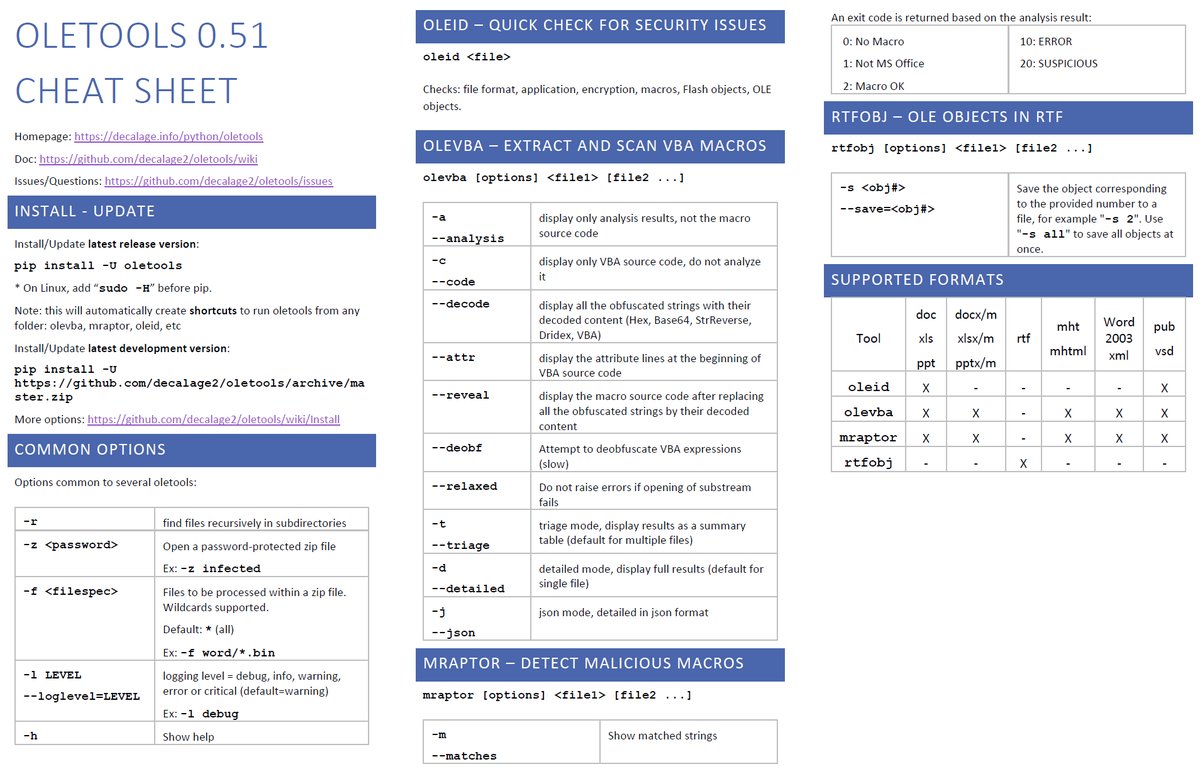 OLETOOLS 0.51
CHEAT SHEET
Homepage: https://decalage.info/python/oletools
Doc: https://github.com/decalage2/oletools/wiki
Issues/Questions: https://github.com/decalage2/oletools/issues
INSTALL - UPDATE
Install/Update latest release version:
pip install -U oletools
* On Linux, add “sudo -H” before pip.
Note: this will automatically create shortcuts to run oletools from any
folder: olevba, mraptor, oleid, etc
Install/Update latest development version:
pip install -U
https://github.com/decalage2/oletools/archive/ma
ster.zip
More options: https://github.com/decalage2/oletools/wiki/Install
COMMON OPTIONS
Options common to several oletools:
-r find files recursively in subdirectories
-z <password> Open a password-protected zip file
Ex: -z infected
-f <filespec> Files to be processed within a zip file.
Wildcards supported.
Default: * (all)
Ex: -f word/*.bin
-l LEVEL logging level = debug, info, warning,
--loglevel=LEVEL error or critical (default=warning)
Ex: -l debug
-h Show help
OLEID – QUICK CHECK FOR SECURITY ISSUES
oleid <file>
Checks: file format, application, encryption, macros, Flash objects, OLE
objects.
OLEVBA – EXTRACT AND SCAN VBA MACROS
olevba [options] <file1> [file2 ...]
-a display only analysis results, not the macro
--analysis source code
-c display only VBA source code, do not analyze
--code it
--decode display all the obfuscated strings with their
decoded content (Hex, Base64, StrReverse,
Dridex, VBA)
--attr display the attribute lines at the beginning of
VBA source code
--reveal display the macro source code after replacing
all the obfuscated strings by their decoded
content
--deobf Attempt to deobfuscate VBA expressions
(slow)
--relaxed Do not raise errors if opening of substream
fails
-t triage mode, display results as a summary
--triage table (default for multiple files)
-d detailed mode, display full results (default for
--detailed single file)
-j json mode, detailed in json format
--json
MRAPTOR – DETECT MALICIOUS MACROS
mraptor [options] <file1> [file2 ...]
-m Show matched strings
--matches
An exit code is returned based on the analysis result:
0: No Macro 10: ERROR
1: Not MS Office 20: SUSPICIOUS
2: Macro OK
RTFOBJ – OLE OBJECTS IN RTF
rtfobj [options] <file1> [file2 ...]
-s <obj#> Save the object corresponding
--save=<obj#> to the provided number to a
file, for example "-s 2". Use
"-s all" to save all objects at
once.
SUPPORTED FORMATS
Tool doc xls ppt docx/m xlsx/m pptx/m rtf mht mhtml Word 2003 xml pub vsd
oleid X - - - - X
olevba X X - X X X
mraptor X X - X X X
rtfobj - - X - - -